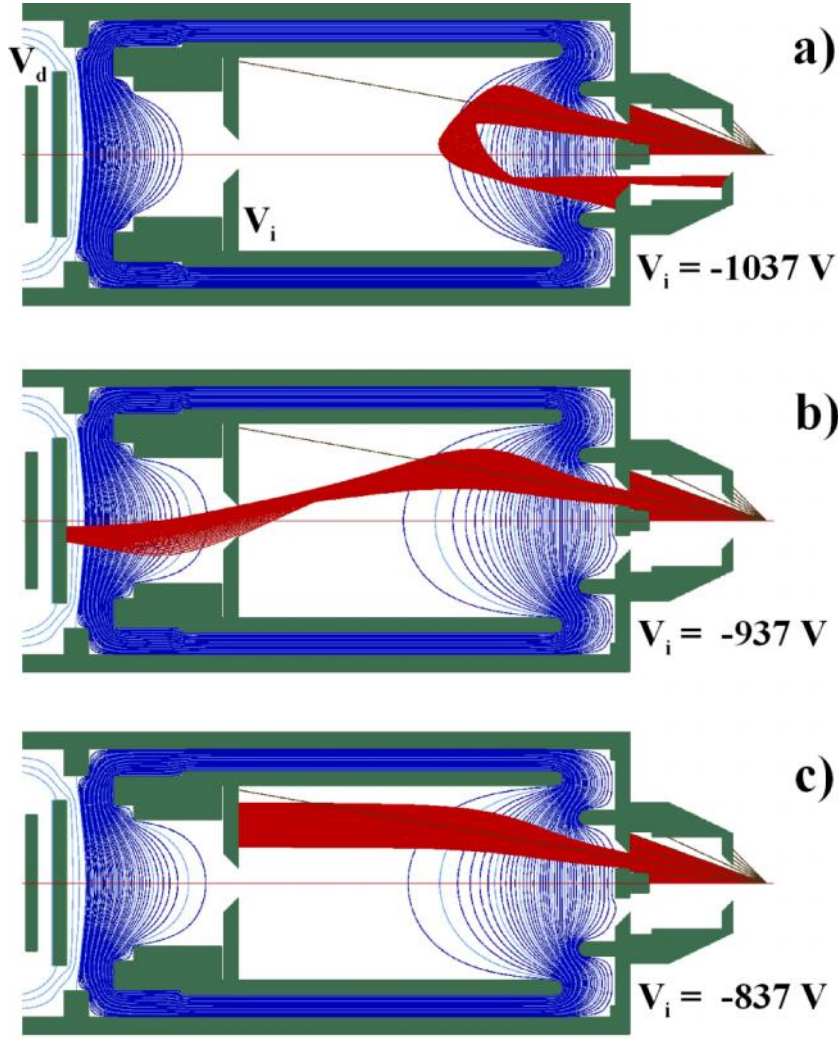 a)
V_d
V_i
V_i = -1037 V
b)
V_i = -937 V
c)
V_i = -837 V